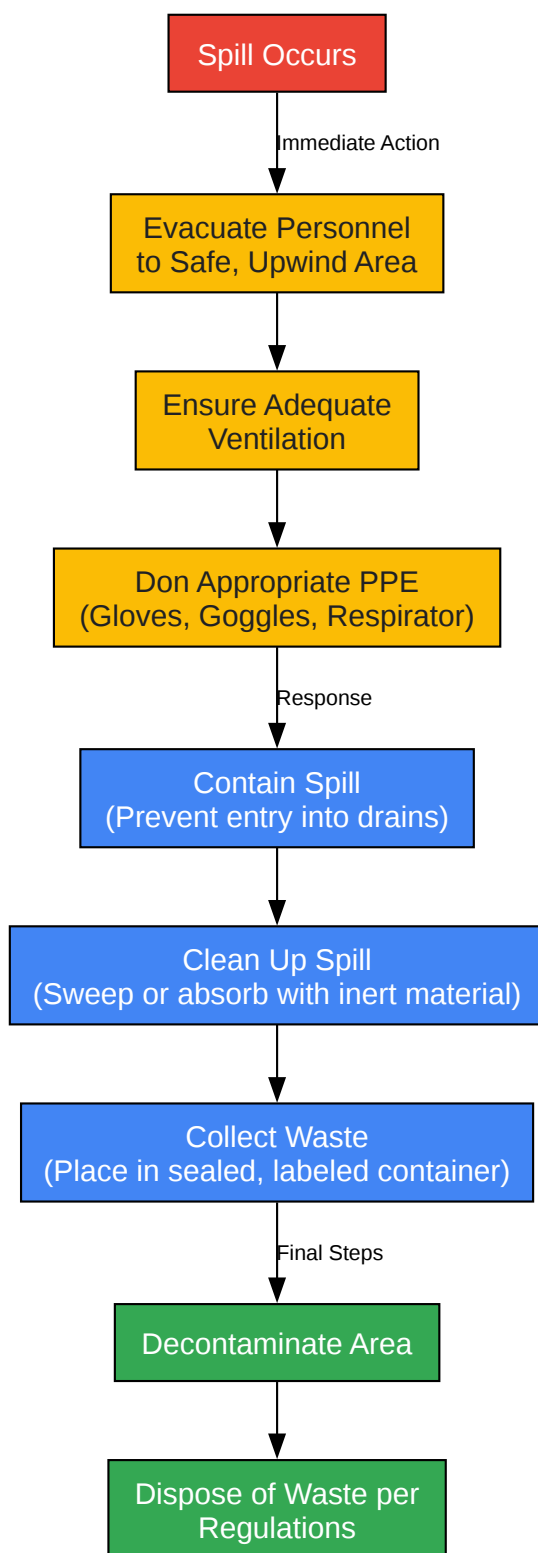 Spill Occurs
Immediate Action
Evacuate Personnel
to Safe, Upwind Area
Ensure Adequate
Ventilation
Don Appropriate PPE
(Gloves, Goggles, Respirator)
Response
Contain Spill
(Prevent entry into drains)
Clean Up Spill
(Sweep or absorb with inert material)
Collect Waste
(Place in sealed, labeled container)
Final Steps
Decontaminate Area
Dispose of Waste per
Regulations